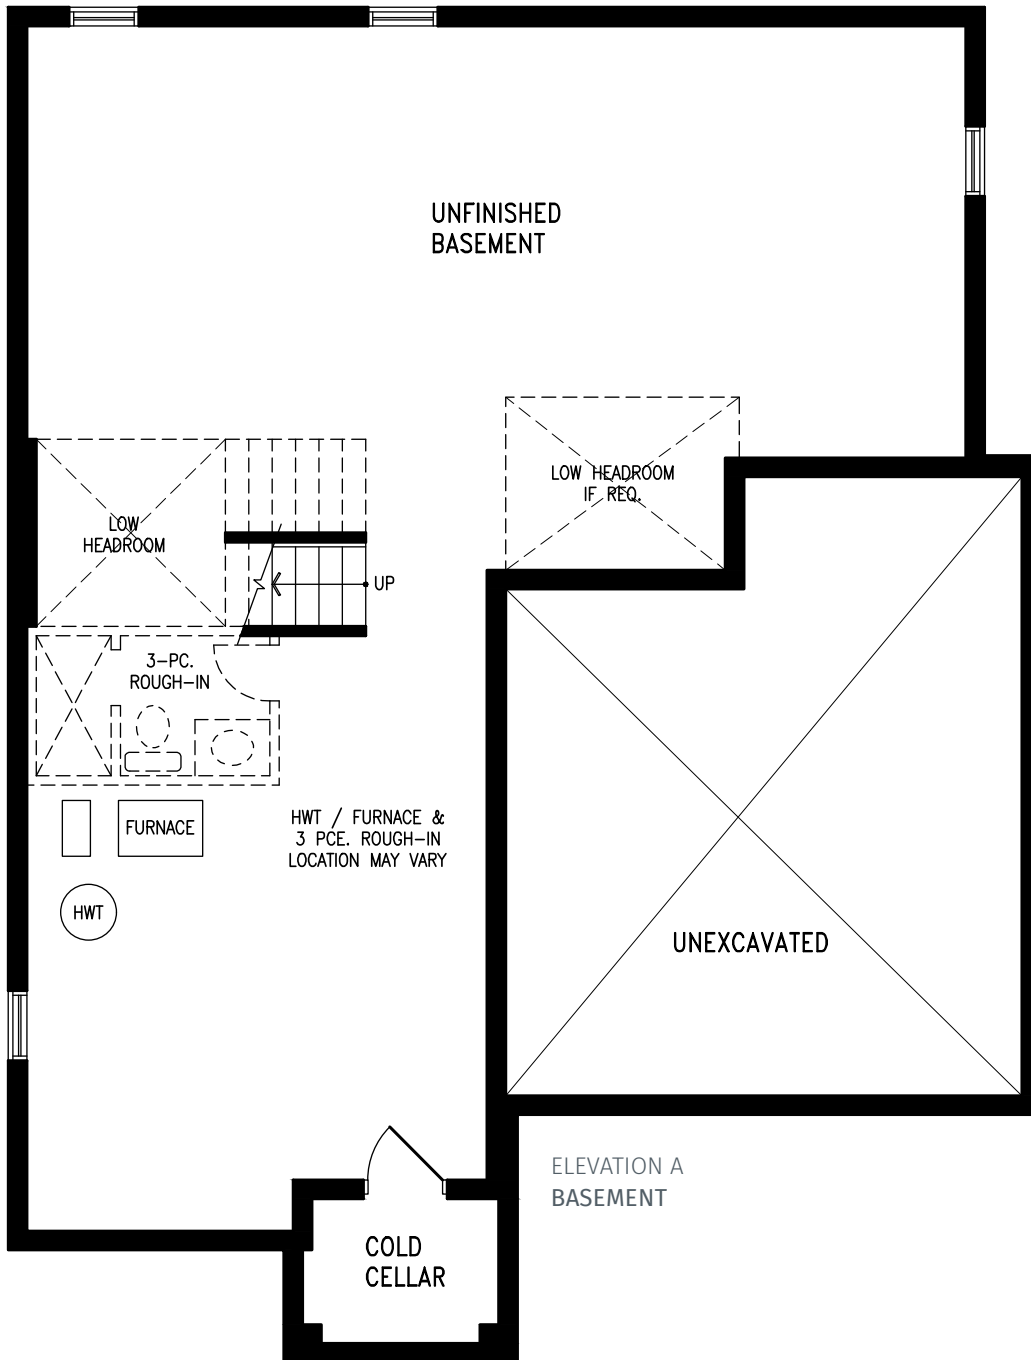 UNFINISHED
BASEMENT
LOW HEADROOM
IF REQ.
LOW
HEADROOM
UP
3-PC.
ROUGH-IN
FURNACE
HWT / FURNACE &
3 PCE. ROUGH-IN
LOCATION MAY VARY
HWT
UNEXCAVATED
ELEVATION A
BASEMENT
COLD
CELLAR